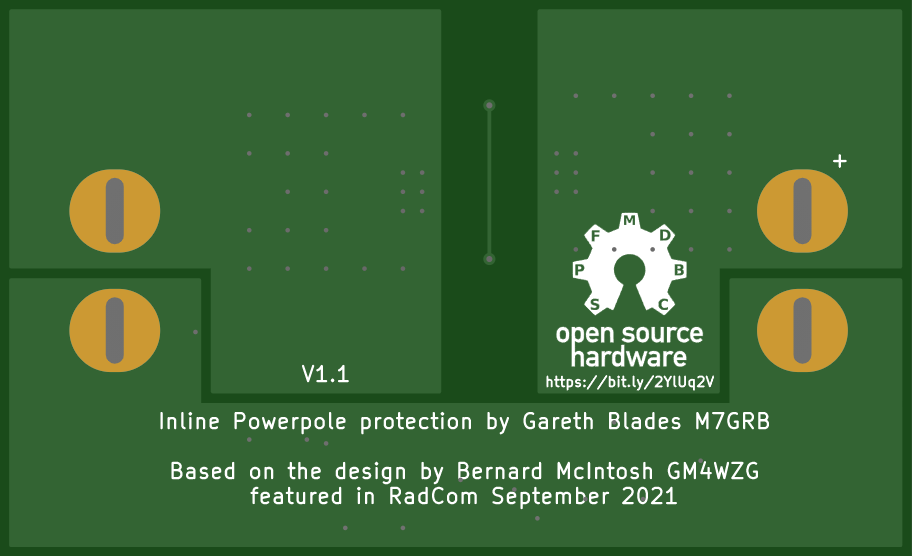 +
M
F D
P B
S C
open source
hardware
V1.1
https://bit.ly/2YlUq2V
Inline Powerpole protection by Gareth Blades M7GRB
Based on the design by Bernard McIntosh GM4WZG
featured in RadCom September 2021